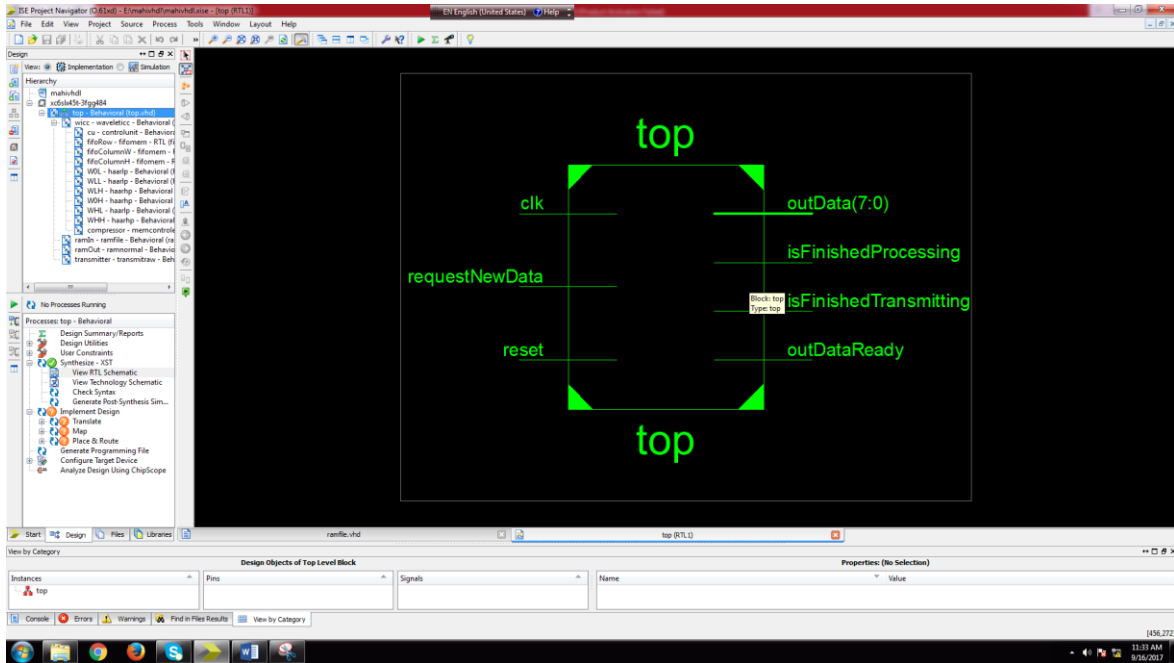 ISE Project Navigator (O.61xd) - E:\mahivhdl\mahivhdl.xise - [top (RTL1)]
EN English (United States) Help
File Edit View Project Source Process Tools Window Layout Help
Design
View: Implementation Simulation
Hierarchy
mahivhdl
xc6slx45t-3fgg484
top - Behavioral (top.vhd)
wicc - waveleticc - Behavioral (
cu - controlunit - Behaviora
fifoRow - fifomem - RTL (fi
fifoColumnW - fifomem - F
fifoColumnH - fifomem - F
W0L - haarlp - Behavioral (
WLL - haarlp - Behavioral (
WLH - haarhp - Behavioral
W0H - haarhp - Behavioral
WHL - haarlp - Behavioral (
WHH - haarhp - Behavioral
compressor - memcontrole
ramIn - ramfile - Behavioral (ra
ramOut - ramnormal - Behavio
transmitter - transmitraw - Beh
No Processes Running
Processes: top - Behavioral
Design Summary/Reports
Design Utilities
User Constraints
Synthesize - XST
View RTL Schematic
View Technology Schematic
Check Syntax
Generate Post-Synthesis Sim...
Implement Design
Translate
Map
Place & Route
Generate Programming File
Configure Target Device
Analyze Design Using ChipScope
top
clk
outData(7:0)
isFinishedProcessing
requestNewData
Block: top
Type: top
isFinishedTransmitting
reset
outDataReady
top
Start Design Files Libraries
ramfile.vhd
top (RTL1)
View by Category
Design Objects of Top Level Block
Properties: (No Selection)
Instances Pins Signals Name Value
top
Console Errors Warnings Find in Files Results View by Category
[456,272]
11:33 AM
9/16/2017